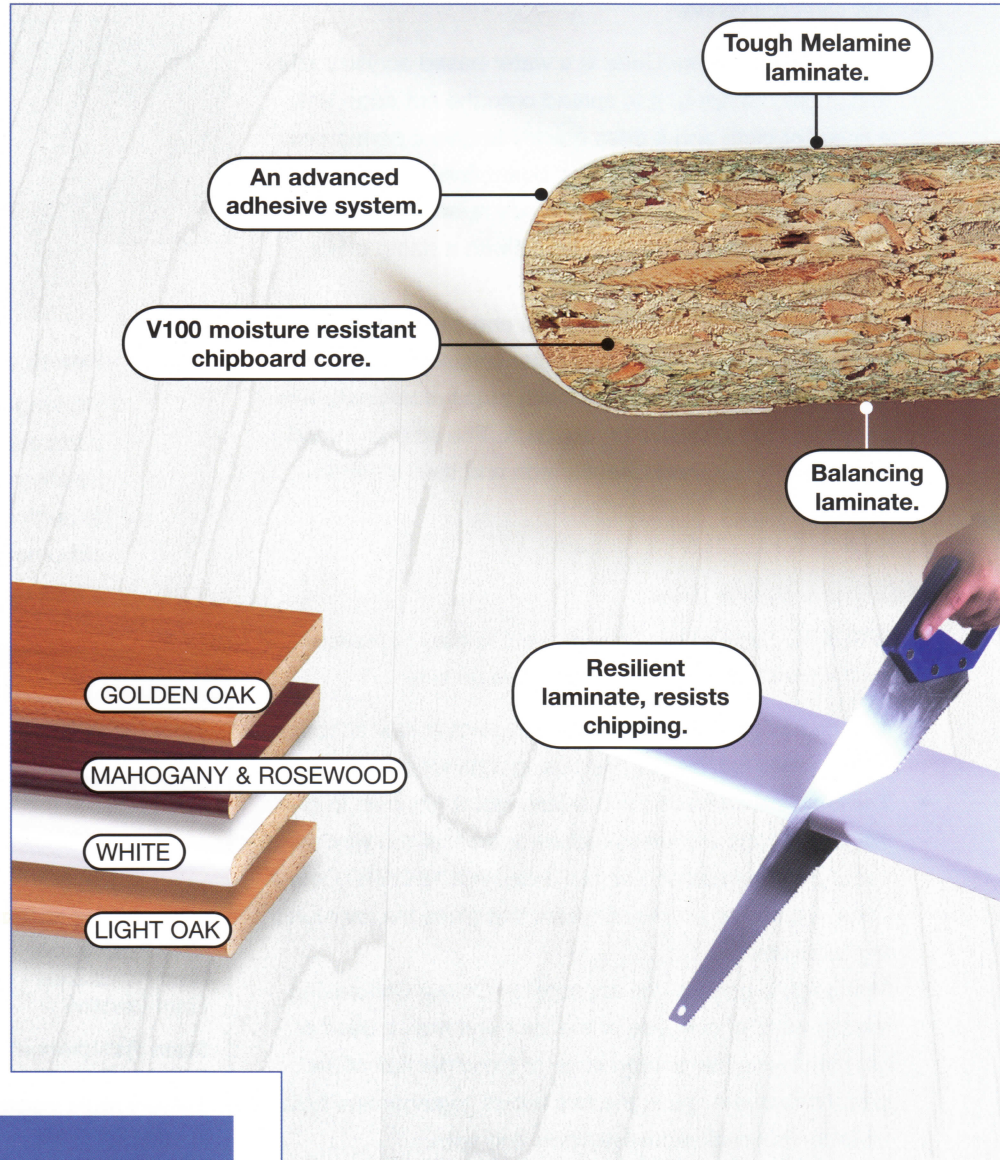 Tough Melamine
laminate.
An advanced
adhesive system.
V100 moisture resistant
chipboard core.
Balancing
laminate.
Resilient
laminate, resists
chipping.
GOLDEN OAK
MAHOGANY & ROSEWOOD
WHITE
LIGHT OAK